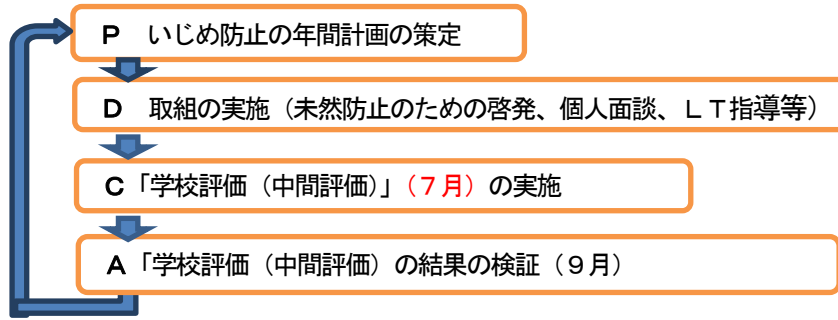 P　いじめ防止の年間計画の策定
D　取組の実施（未然防止のための啓発、個人面談、ＬＴ指導等）
C「学校評価（中間評価）」（７月）の実施
A「学校評価（中間評価）の結果の検証（９月）